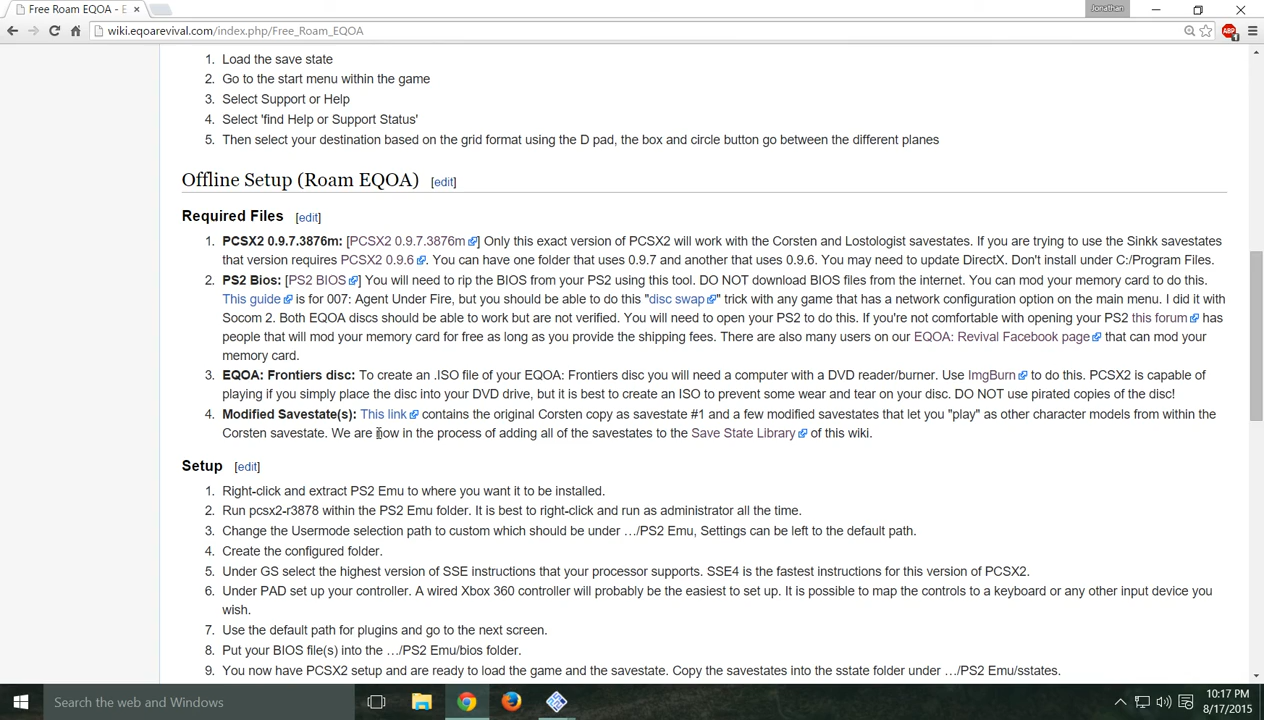 Free Roam EQOA - E
Jonathan
wiki.eqoarevival.com/index.php/Free_Roam_EQOA
ABP
1
1. Load the save state
2. Go to the start menu within the game
3. Select Support or Help
4. Select 'find Help or Support Status'
5. Then select your destination based on the grid format using the D pad, the box and circle button go between the different planes
Offline Setup (Roam EQOA) [edit]
Required Files [edit]
1. PCSX2 0.9.7.3876m: [PCSX2 0.9.7.3876m] Only this exact version of PCSX2 will work with the Corsten and Lostologist savestates. If you are trying to use the Sinkk savestates
that version requires PCSX2 0.9.6. You can have one folder that uses 0.9.7 and another that uses 0.9.6. You may need to update DirectX. Don't install under C:/Program Files.
2. PS2 Bios: [PS2 BIOS] You will need to rip the BIOS from your PS2 using this tool. DO NOT download BIOS files from the internet. You can mod your memory card to do this.
This guide is for 007: Agent Under Fire, but you should be able to do this "disc swap" trick with any game that has a network configuration option on the main menu. I did it with
Socom 2. Both EQOA discs should be able to work but are not verified. You will need to open your PS2 to do this. If you're not comfortable with opening your PS2 this forum has
people that will mod your memory card for free as long as you provide the shipping fees. There are also many users on our EQOA: Revival Facebook page that can mod your
memory card.
3. EQOA: Frontiers disc: To create an .ISO file of your EQOA: Frontiers disc you will need a computer with a DVD reader/burner. Use ImgBurn to do this. PCSX2 is capable of
playing if you simply place the disc into your DVD drive, but it is best to create an ISO to prevent some wear and tear on your disc. DO NOT use pirated copies of the disc!
4. Modified Savestate(s): This link contains the original Corsten copy as savestate #1 and a few modified savestates that let you "play" as other character models from within the
Corsten savestate. We are now in the process of adding all of the savestates to the Save State Library of this wiki.
Setup [edit]
1. Right-click and extract PS2 Emu to where you want it to be installed.
2. Run pcsx2-r3878 within the PS2 Emu folder. It is best to right-click and run as administrator all the time.
3. Change the Usermode selection path to custom which should be under …/PS2 Emu, Settings can be left to the default path.
4. Create the configured folder.
5. Under GS select the highest version of SSE instructions that your processor supports. SSE4 is the fastest instructions for this version of PCSX2.
6. Under PAD set up your controller. A wired Xbox 360 controller will probably be the easiest to set up. It is possible to map the controls to a keyboard or any other input device you
wish.
7. Use the default path for plugins and go to the next screen.
8. Put your BIOS file(s) into the …/PS2 Emu/bios folder.
9. You now have PCSX2 setup and are ready to load the game and the savestate. Copy the savestates into the sstate folder under …/PS2 Emu/sstates.
Search the web and Windows
10:17 PM
8/17/2015